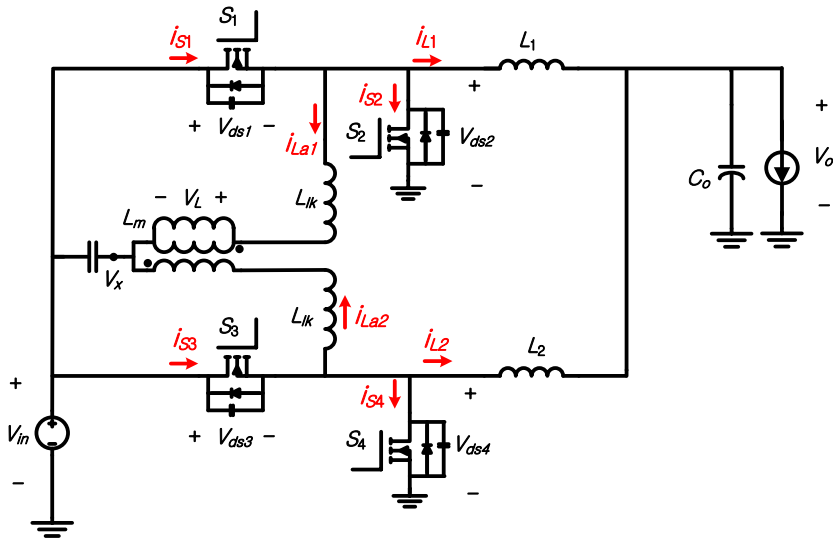 S1
iS1
iL1
L1
+
iS2
+ Vds1 -
iLa1
S2
Vds2
+
Vo
Co
-
-
Llk
- VL +
Lm
Vx
Llk
iLa2
S3
iS3
iL2
L2
+
+
iS4
+ Vds3 -
Vin
S4
Vds4
-
-